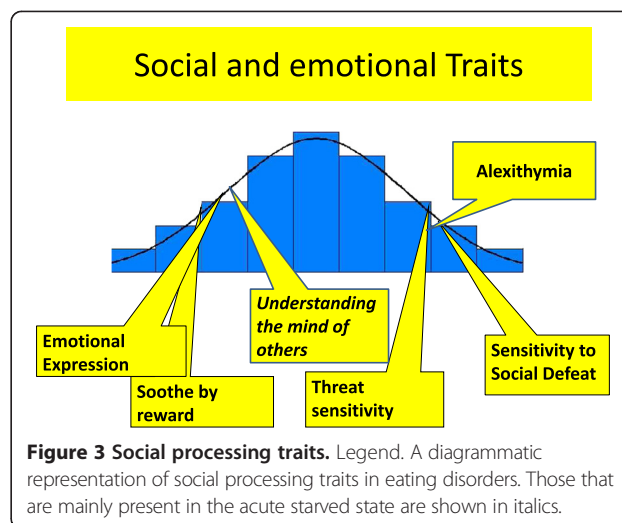 Social and emotional Traits
Alexithymia
Understanding
the mind of
others
Emotional
Expression
Soothe by
reward
Threat
sensitivity
Sensitivity to
Social Defeat
Figure 3 Social processing traits. Legend. A diagrammatic
representation of social processing traits in eating disorders. Those that
are mainly present in the acute starved state are shown in italics.